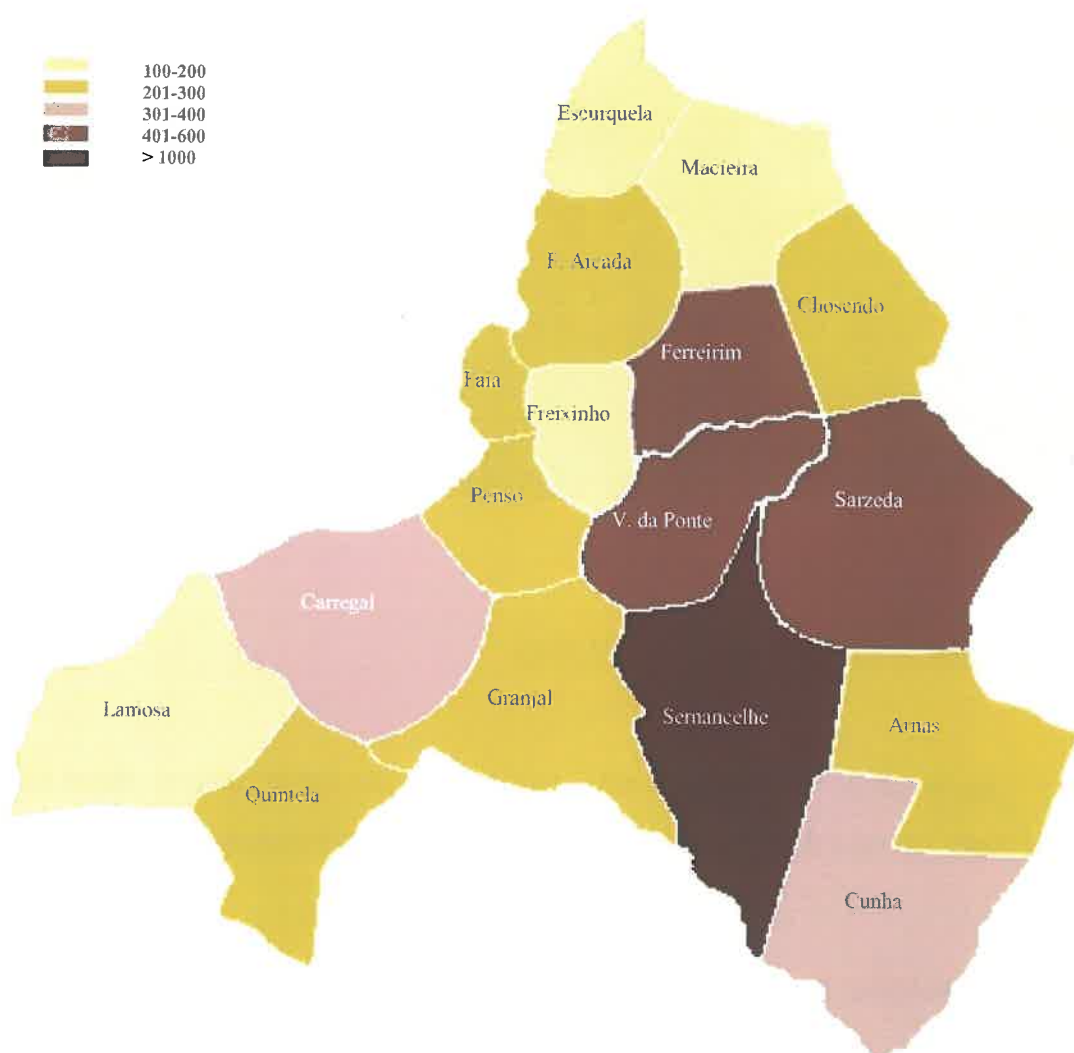 100-200
201-300
301-400
401-600
> 1000
Escurquela
Macieira
F. Arcada
Chosendo
Ferreirim
Faia
Freixinho
Penso
V. da Ponte
Sarzeda
Carregal
Granjal
Lamosa
Sernancelhe
Arnas
Quintela
Cunha